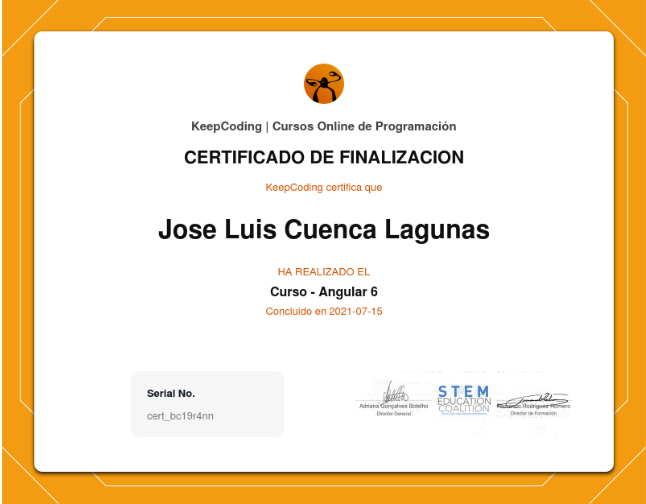 KeepCoding | Cursos Online de Programación
CERTIFICADO DE FINALIZACION
KeepCoding certifica que
Jose Luis Cuenca Lagunas
HA REALIZADO EL
Curso - Angular 6
Concluido en 2021-07-15
Serial No.
cert_bc19r4nn
Adriana Gonçalves Botelho
Director General
STEM
EDUCATION
COALITION
Rodríguez Romero
Director de Formación